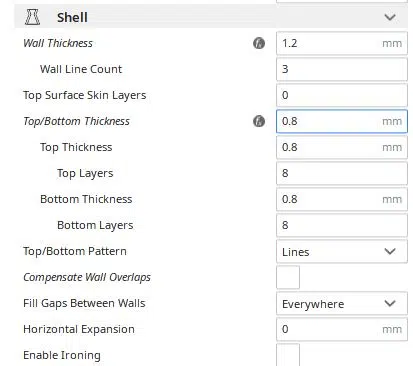 Shell
Wall Thickness 1.2 mm
Wall Line Count 3
Top Surface Skin Layers 0
Top/Bottom Thickness 0.8 mm
Top Thickness 0.8 mm
Top Layers 8
Bottom Thickness 0.8 mm
Bottom Layers 8
Top/Bottom Pattern Lines
Compensate Wall Overlaps
Fill Gaps Between Walls Everywhere
Horizontal Expansion 0 mm
Enable Ironing